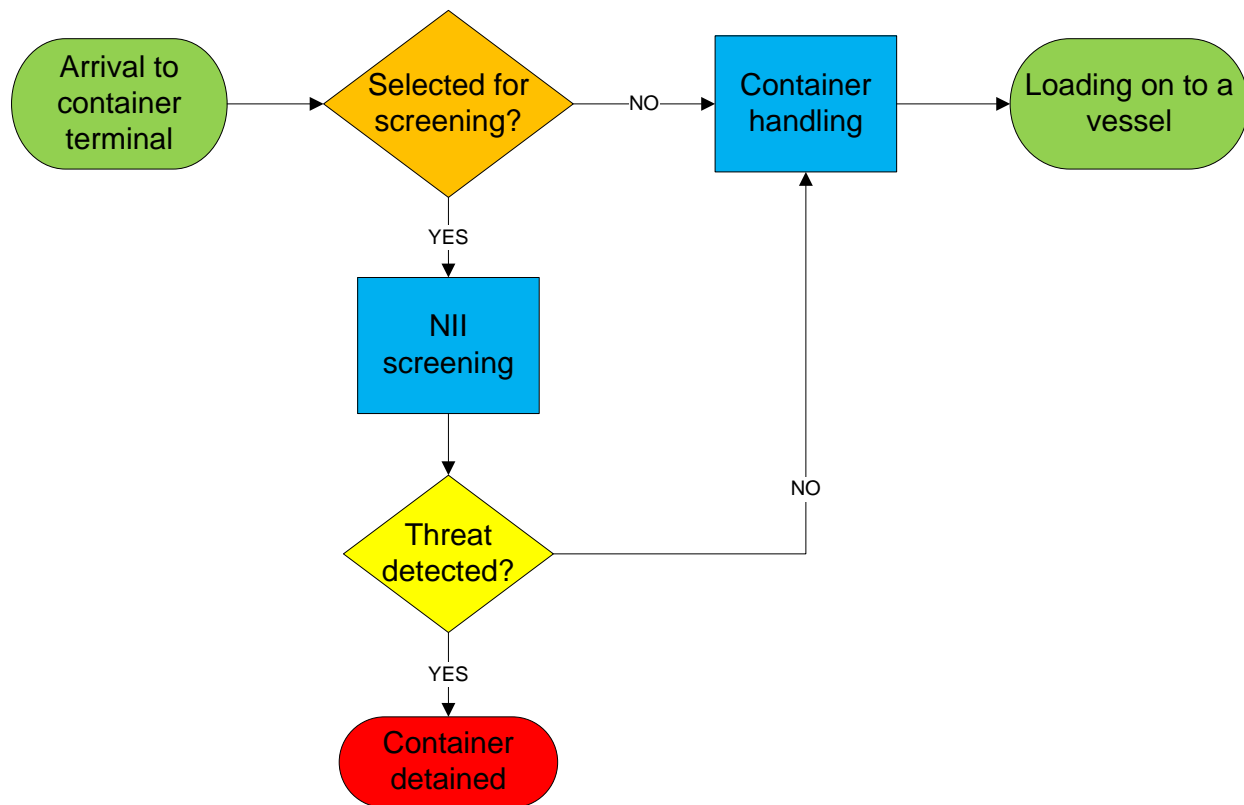 Arrival to
container
terminal
Selected for
screening?
NO
Container
handling
Loading on to a
vessel
YES
NII
screening
NO
Threat
detected?
YES
Container
detained